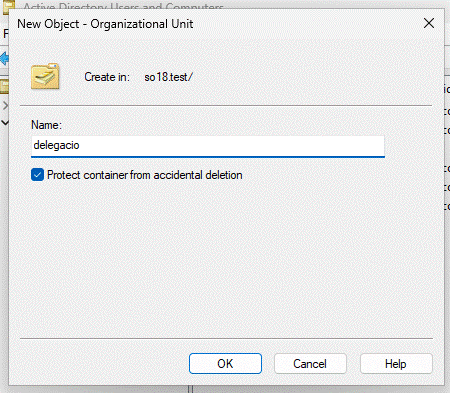 Active Directory Users and Computers
New Object - Organizational Unit
Create in: so18.test/
Name:
delegacio
Protect container from accidental deletion
OK Cancel Help